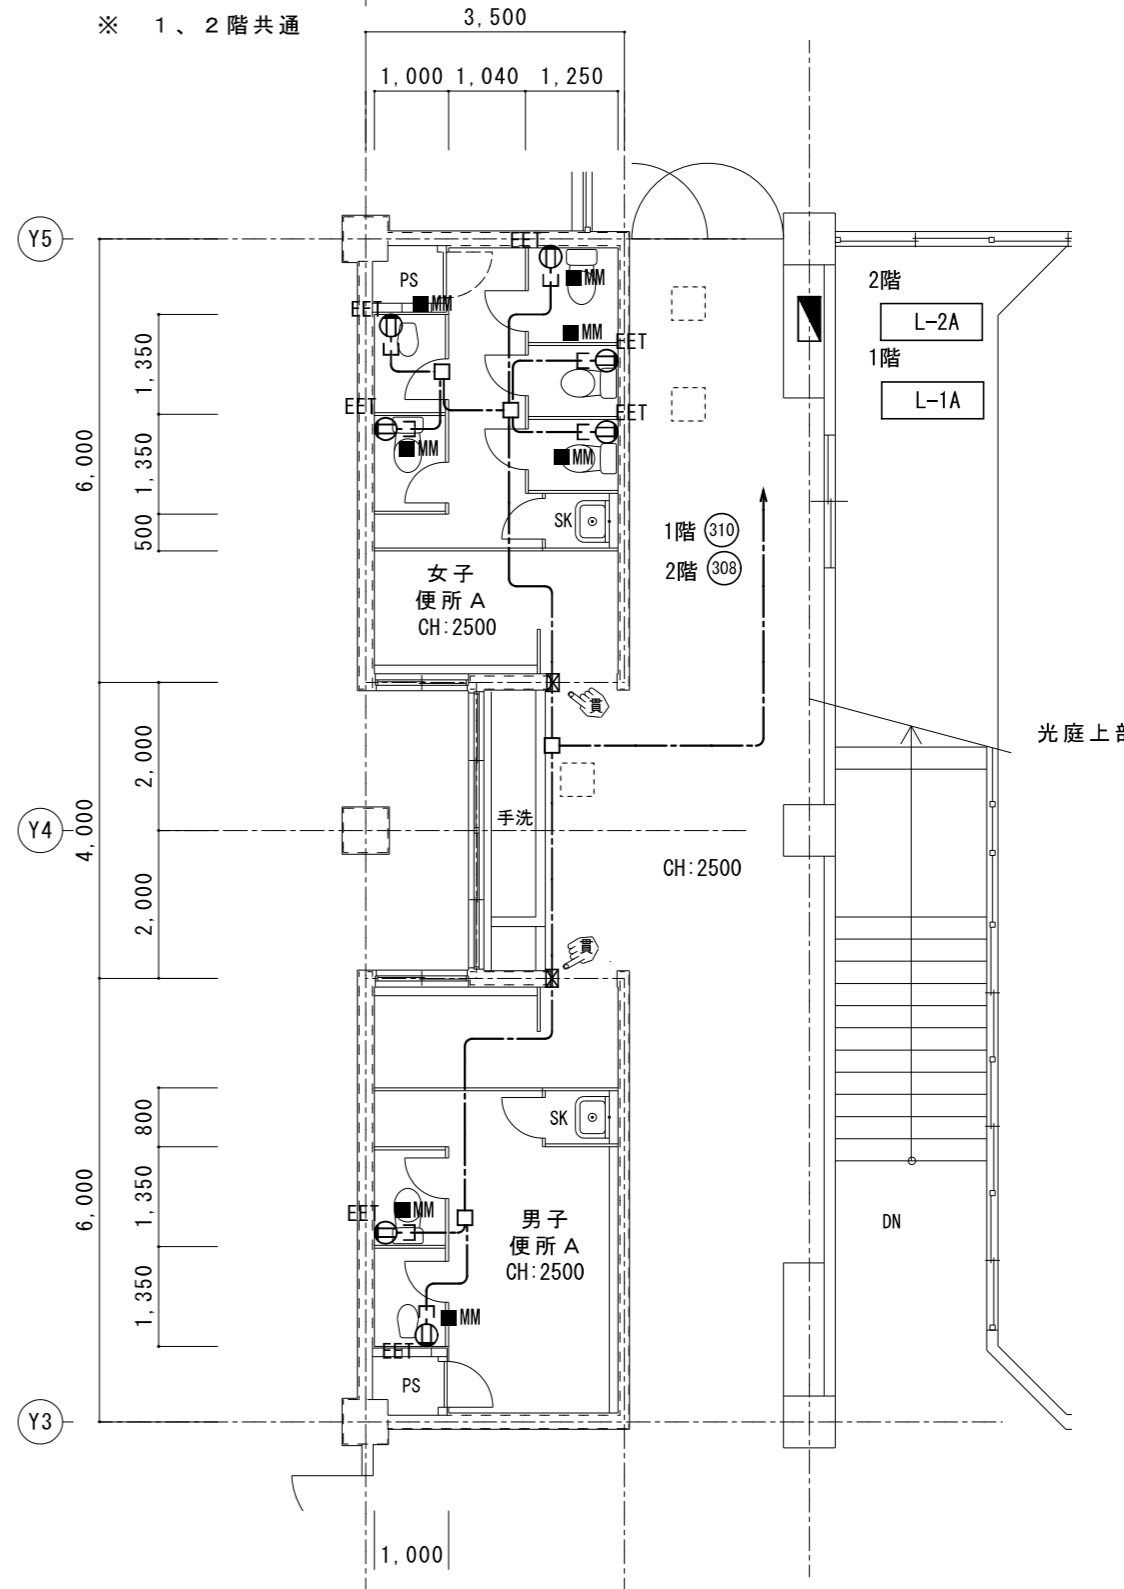 ※　１、２階共通
3,500
1,000
1,040
1,250
Y5
EET
PS
MM
MM
2階
L-2A
1階
L-1A
EET
MM
EET
1,350
EET
EET
MM
MM
6,000
1,350
500
SK
1階 310
2階 308
女子
便所A
CH:2500
貫
光庭上部
2,000
手洗
Y4
4,000
CH:2500
2,000
貫
800
SK
EET
MM
1,350
6,000
男子
便所A
CH:2500
DN
1,350
MM
EET
PS
Y3
1,000